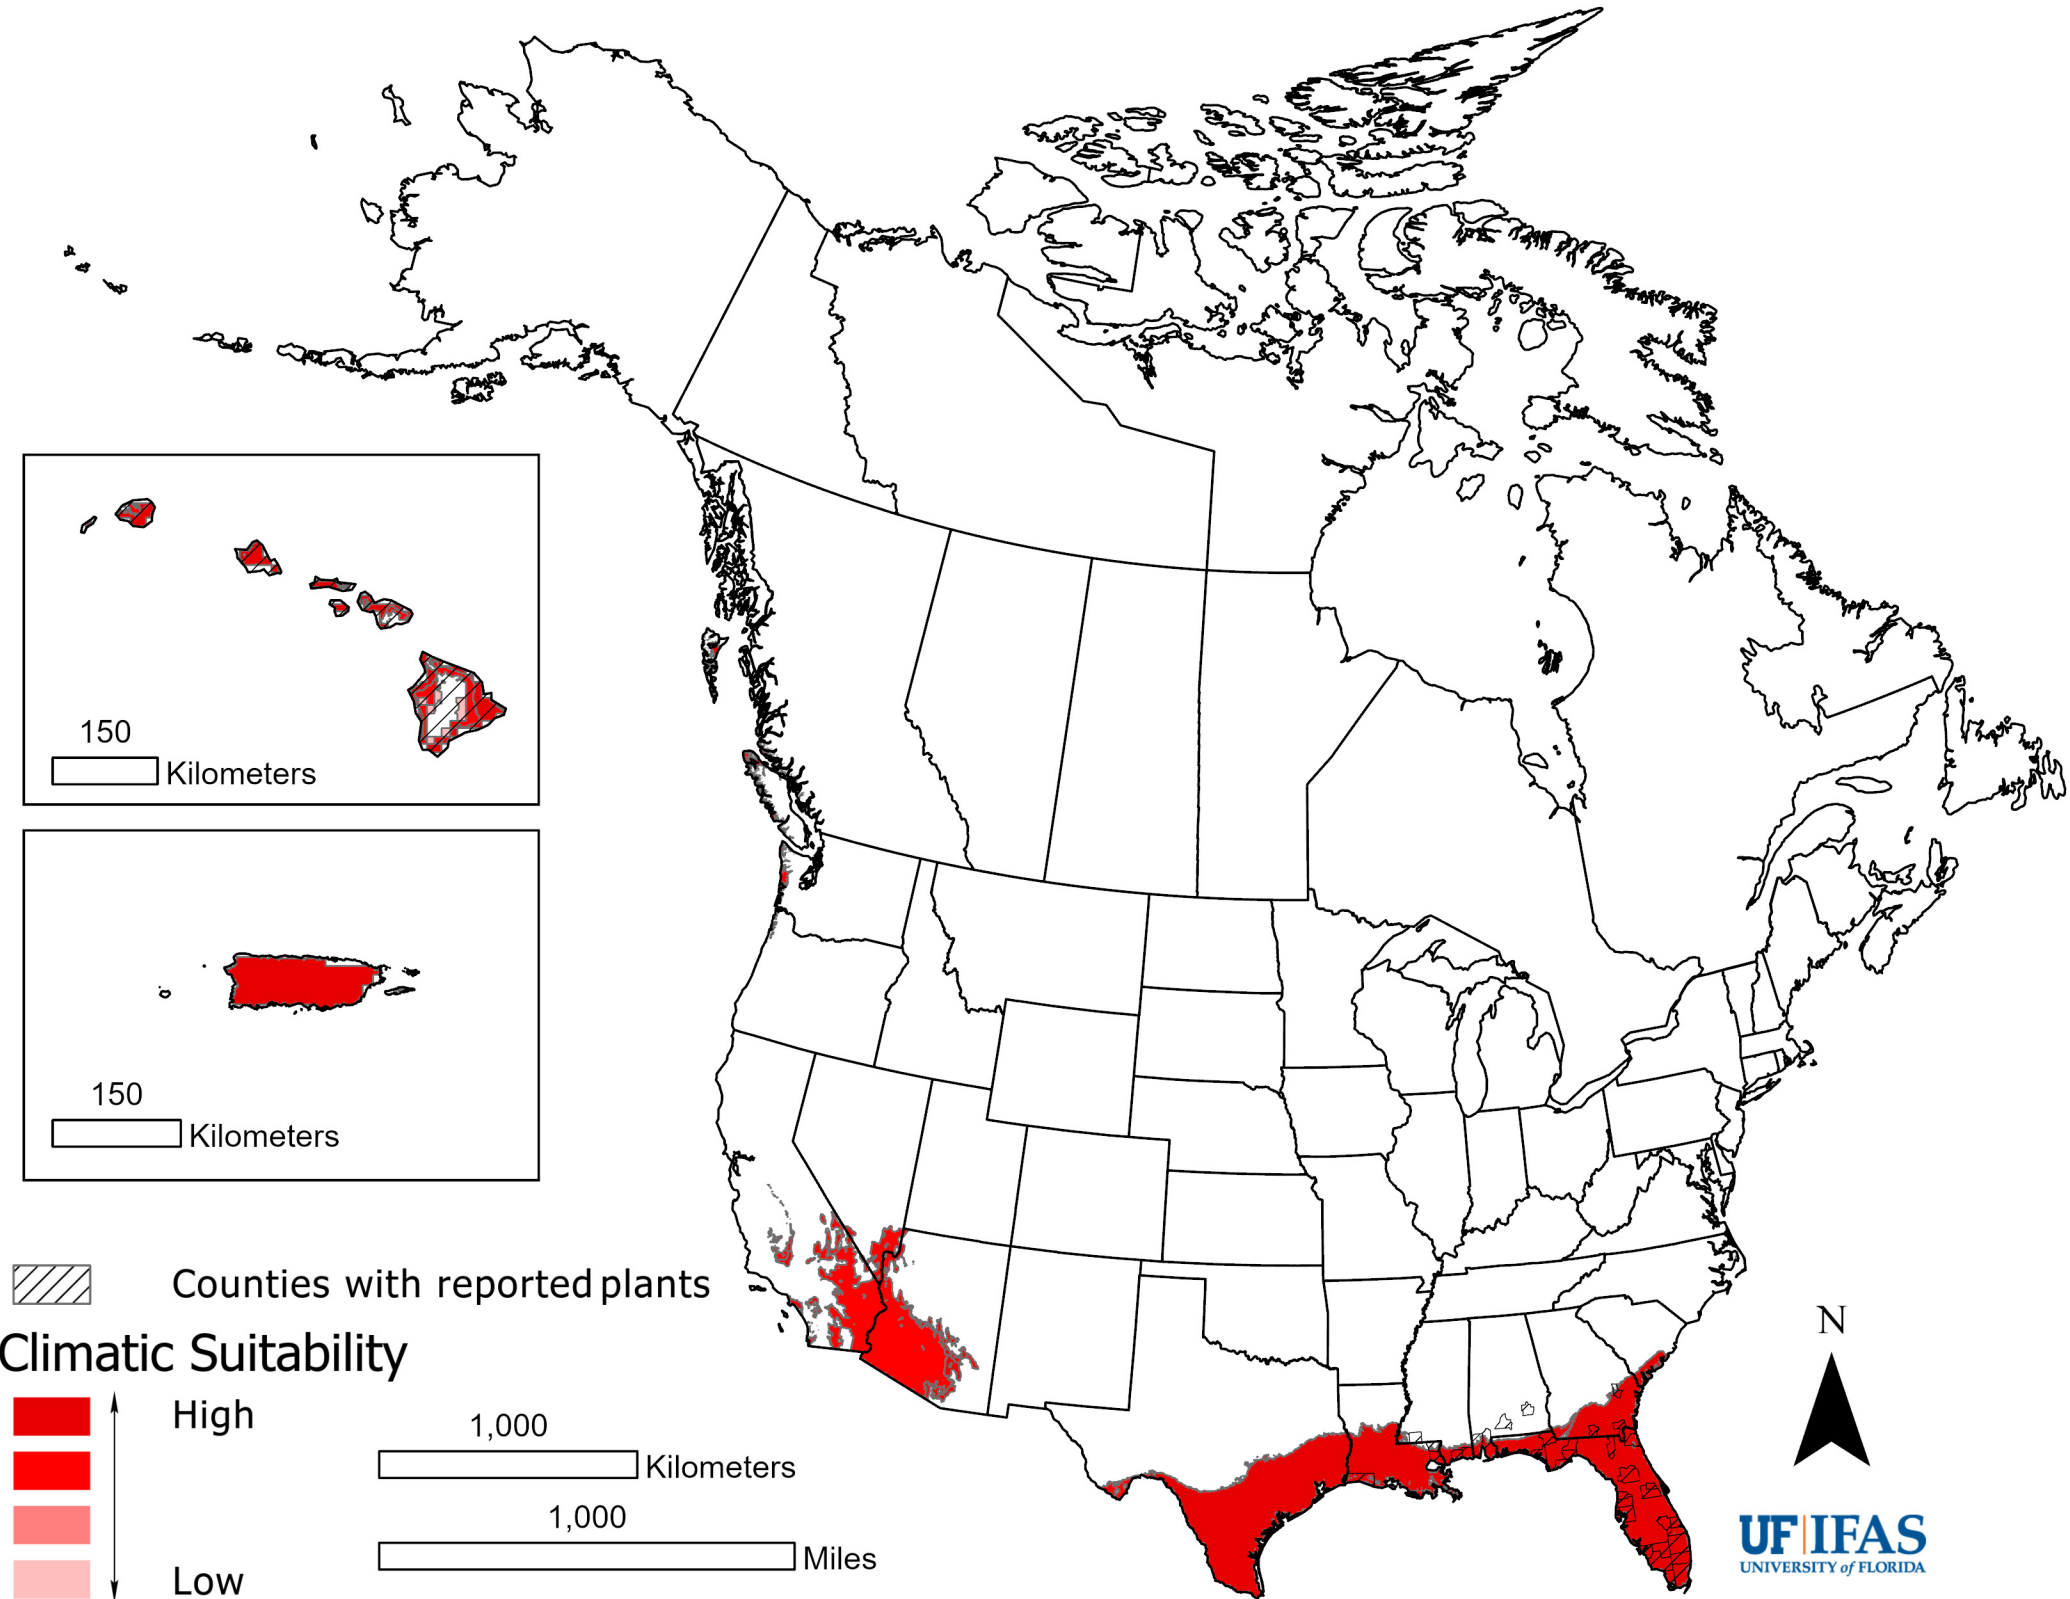 150
Kilometers
150
Kilometers
Counties with reported plants
Climatic Suitability
High
Low
1,000
Kilometers
1,000
Miles
N
UF|IFAS
UNIVERSITY of FLORIDA